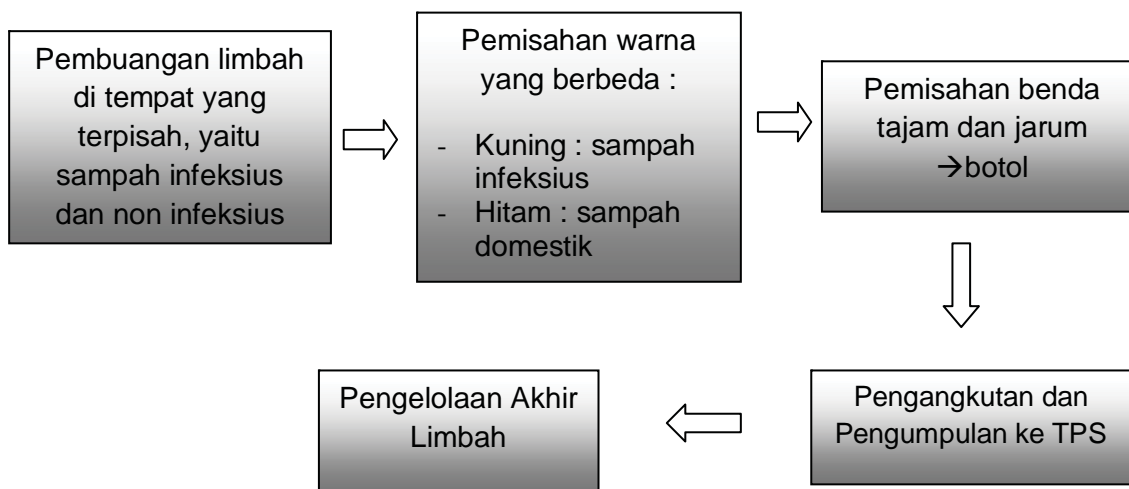 Pembuangan limbah
di tempat yang
terpisah, yaitu
sampah infeksius
dan non infeksius
Pemisahan warna
yang berbeda :
- Kuning : sampah
infeksius
- Hitam : sampah
domestik
Pemisahan benda
tajam dan jarum
→botol
Pengangkutan dan
Pengumpulan ke TPS
Pengelolaan Akhir
Limbah